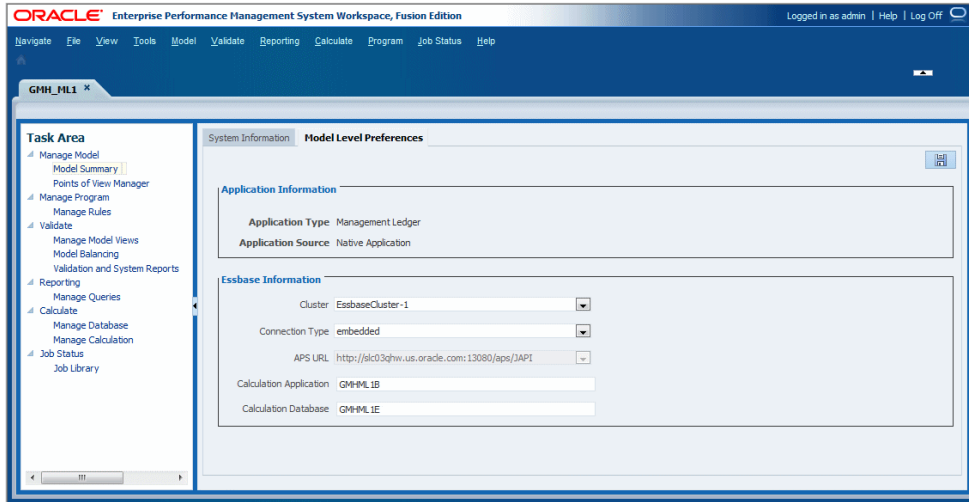 ORACLE Enterprise Performance Management System Workspace, Fusion Edition
Logged in as admin | Help | Log Off
Navigate File View Tools Model Validate Reporting Calculate Program Job Status Help
GMH_ML1 ×
Task Area
Manage Model
Model Summary
Points of View Manager
Manage Program
Manage Rules
Validate
Manage Model Views
Model Balancing
Validation and System Reports
Reporting
Manage Queries
Calculate
Manage Database
Manage Calculation
Job Status
Job Library
System Information Model Level Preferences
Application Information
Application Type Management Ledger
Application Source Native Application
Essbase Information
Cluster EssbaseCluster-1
Connection Type embedded
APS URL http://slc03qhw.us.oracle.com:13080/aps/JAPI
Calculation Application GMHML1B
Calculation Database GMHML1E